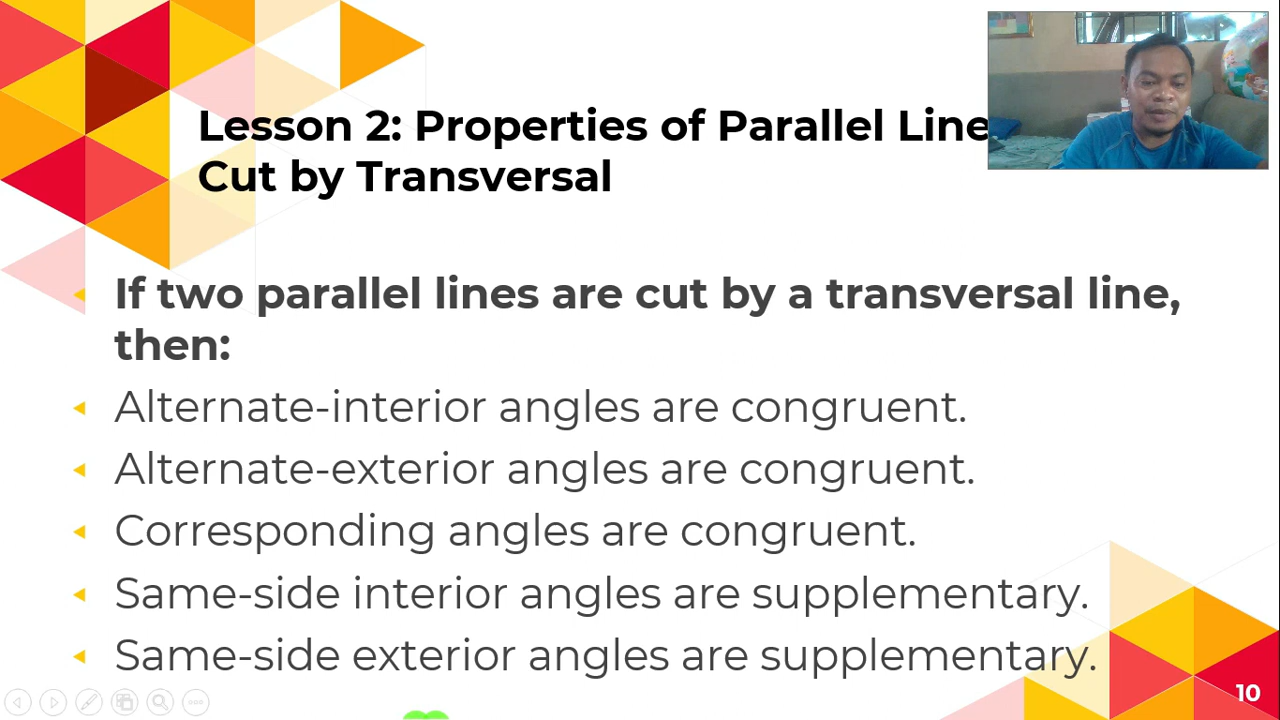 Lesson 2: Properties of Parallel Line
Cut by Transversal
If two parallel lines are cut by a transversal line,
then:
Alternate-interior angles are congruent.
Alternate-exterior angles are congruent.
Corresponding angles are congruent.
Same-side interior angles are supplementary.
Same-side exterior angles are supplementary.
10